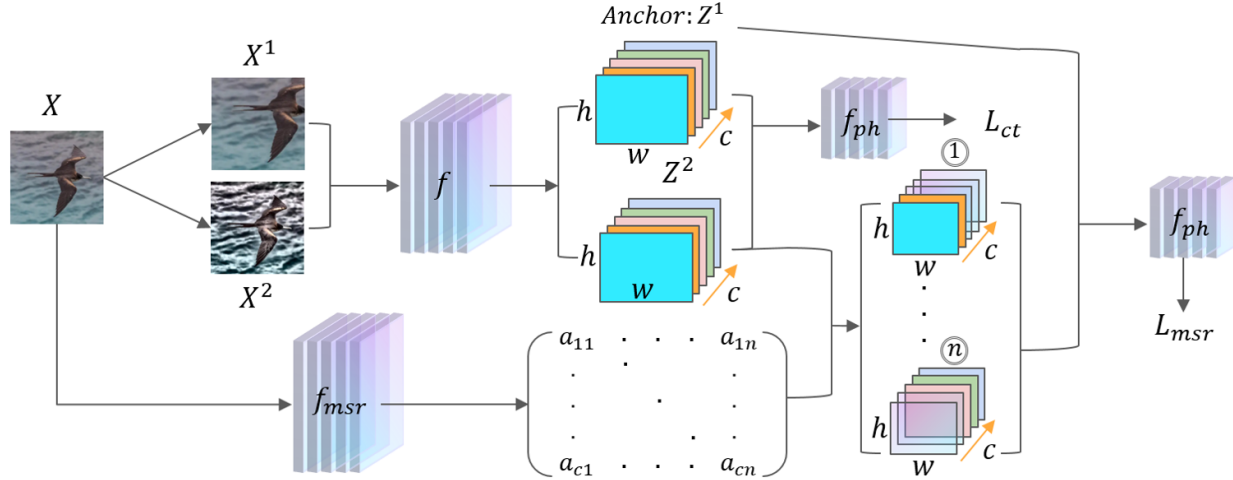 Anchor: Z¹
X
X¹
X²
f
h
w
c
Z²
h
w
c
f_ph
L_ct
1
h
w
c
n
h
w
c
f_ph
L_msr
f_msr
a₁₁ . . . a₁ₙ
. .
. . .
. . .
a_c1 . . . a_cn